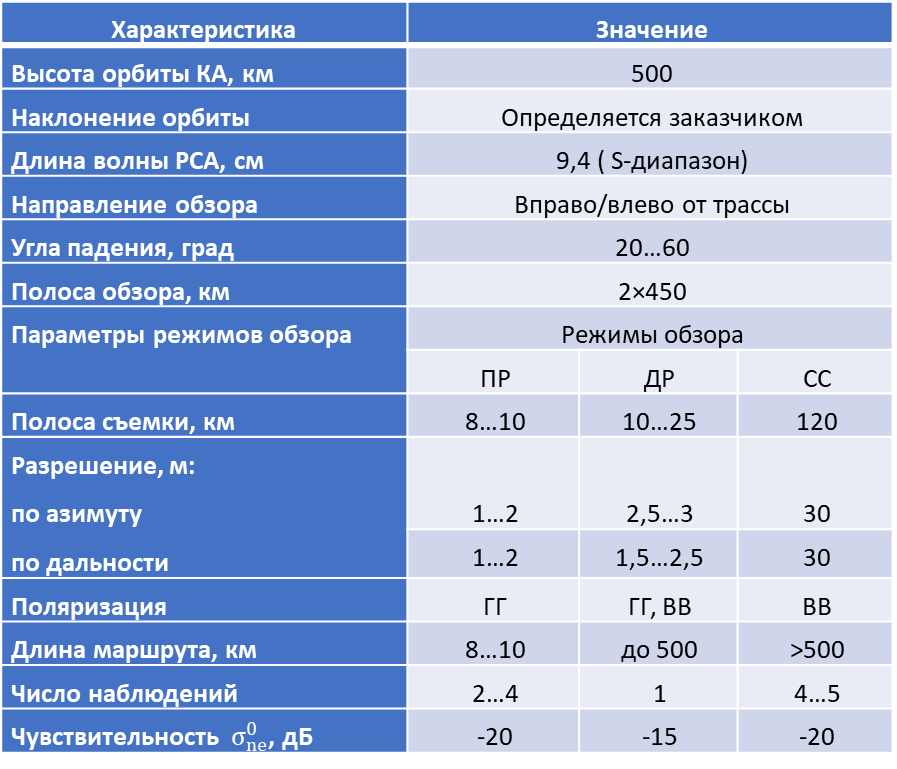 Характеристика Значение
Высота орбиты КА, км 500
Наклонение орбиты Определяется заказчиком
Длина волны РСА, см 9,4 ( S-диапазон)
Направление обзора Вправо/влево от трассы
Угла падения, град 20…60
Полоса обзора, км 2×450
Параметры режимов обзора Режимы обзора
ПР ДР СС
Полоса съемки, км 8…10 10…25 120
Разрешение, м:
по азимуту 1…2 2,5…3 30
по дальности 1…2 1,5…2,5 30
Поляризация ГГ ГГ, ВВ ВВ
Длина маршрута, км 8…10 до 500 >500
Число наблюдений 2…4 1 4…5
Чувствительность σ⁰ne, дБ -20 -15 -20